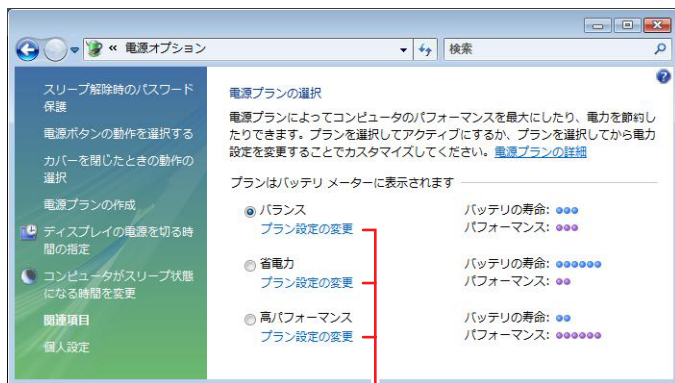 « 電源オプション
検索
スリープ解除時のパスワード
保護
電源ボタンの動作を選択する
カバーを閉じたときの動作の
選択
電源プランの作成
ディスプレイの電源を切る時
間の指定
コンピュータがスリープ状態
になる時間を変更
関連項目
個人設定
電源プランの選択
電源プランによってコンピュータのパフォーマンスを最大にしたり、電力を節約し
たりできます。プランを選択してアクティブにするか、プランを選択してから電力
設定を変更することでカスタマイズしてください。電源プランの詳細
プランはバッテリ メーターに表示されます
バランス
プラン設定の変更
バッテリの寿命:
パフォーマンス:
省電力
プラン設定の変更
バッテリの寿命:
パフォーマンス:
高パフォーマンス
プラン設定の変更
バッテリの寿命:
パフォーマンス: